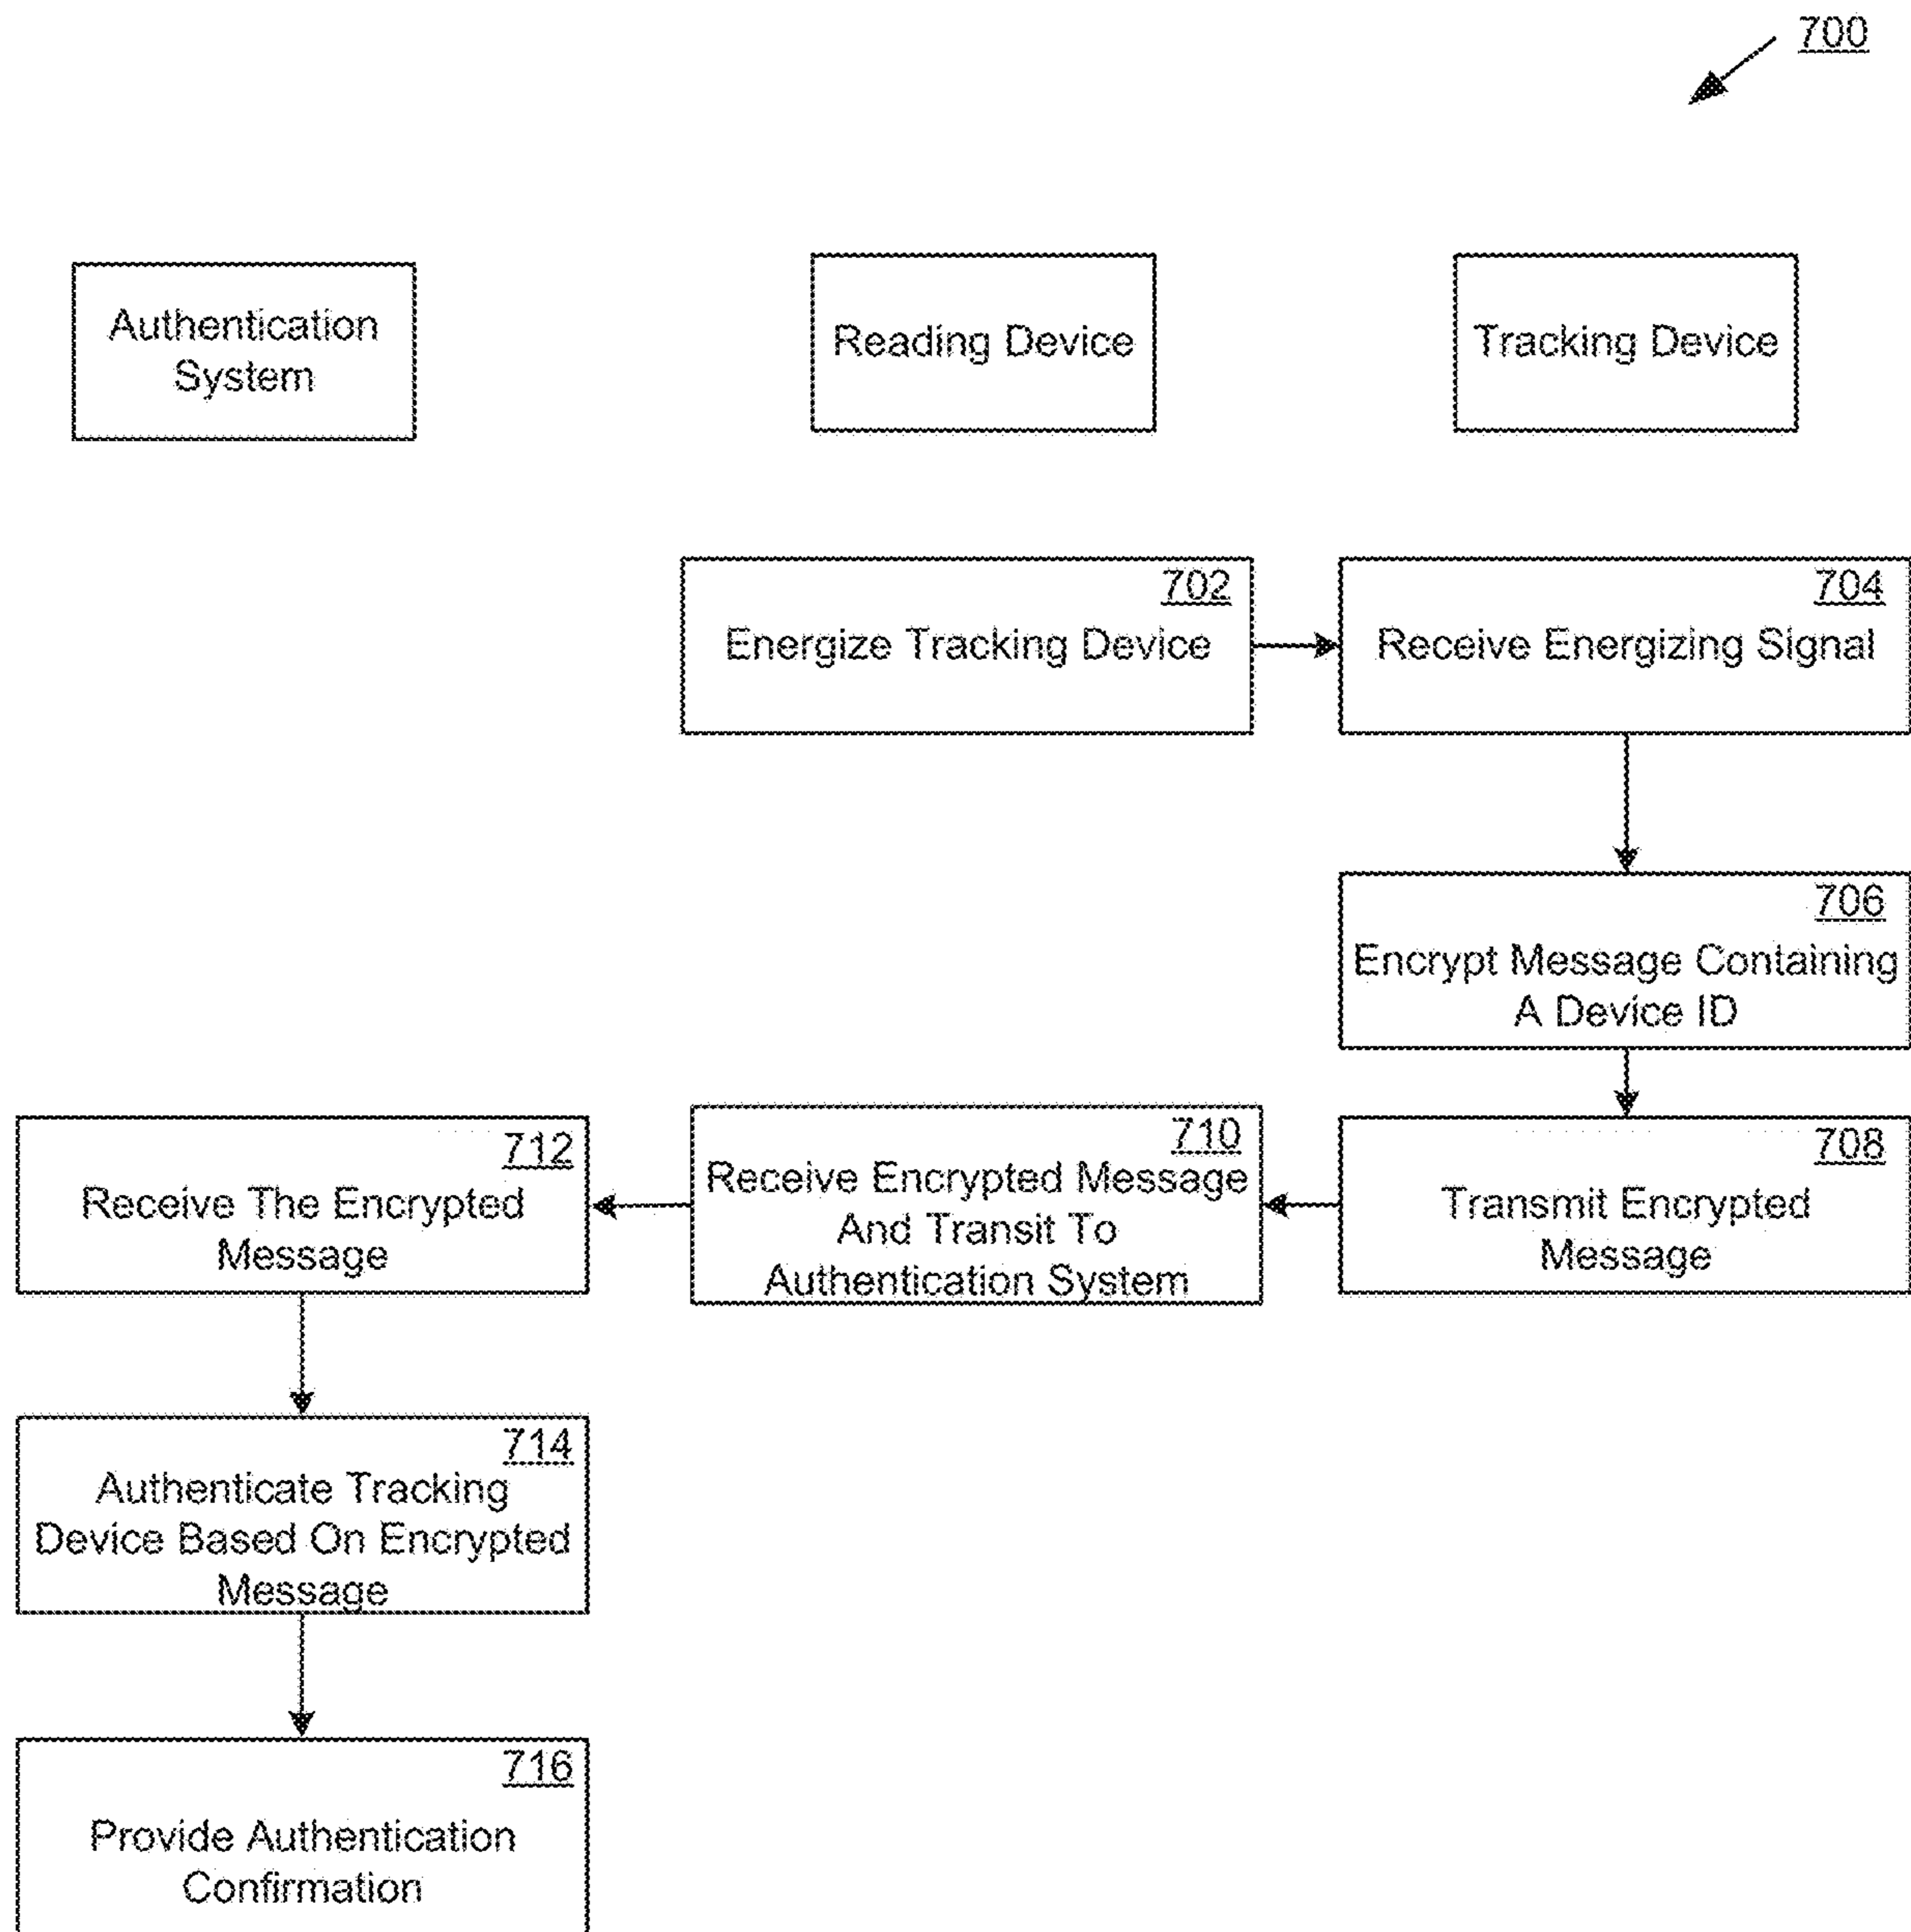 700
Authentication
System
Reading Device
Tracking Device
702
Energize Tracking Device
704
Receive Energizing Signal
706
Encrypt Message Containing
A Device ID
708
Transmit Encrypted
Message
710
Receive Encrypted Message
And Transit To
Authentication System
712
Receive The Encrypted
Message
714
Authenticate Tracking
Device Based On Encrypted
Message
716
Provide Authentication
Confirmation